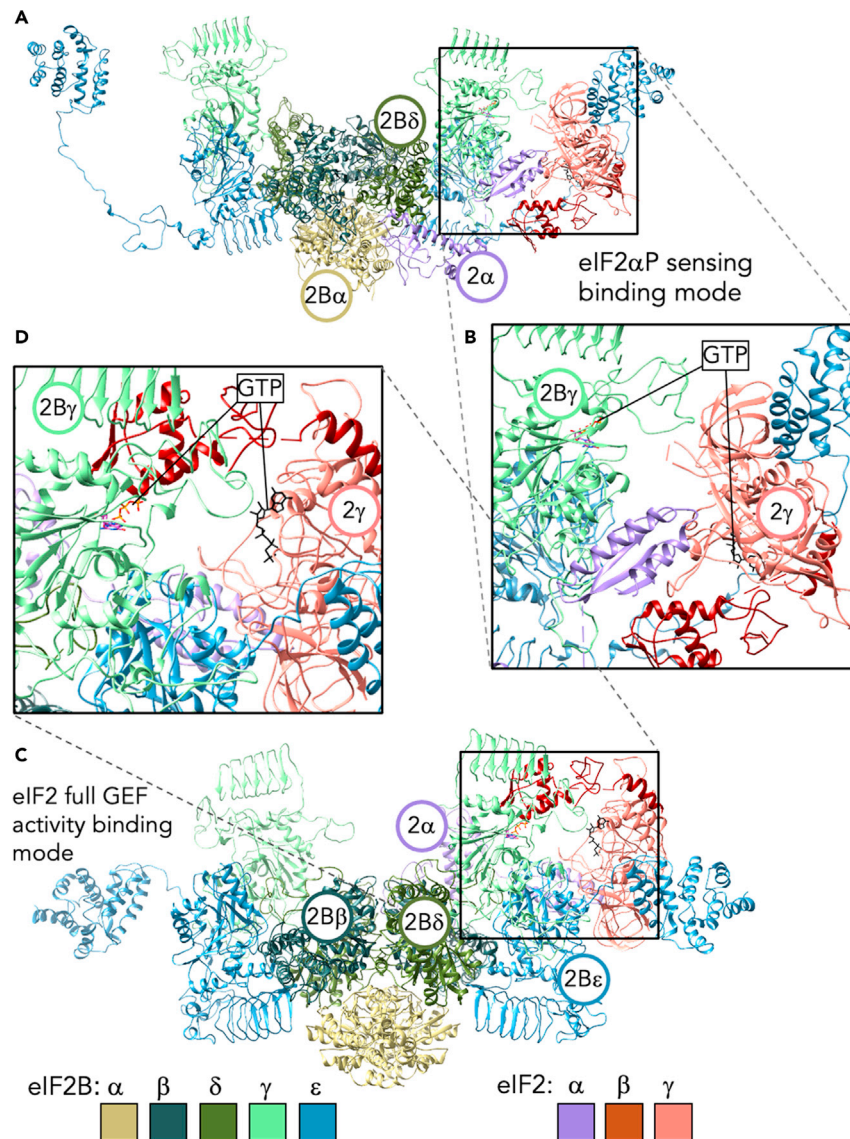 A
2Bδ
2Bα
2α
eIF2αP sensing
binding mode
D
B
GTP
2Bγ
2γ
GTP
2Bγ
2γ
C
eIF2 full GEF
activity binding
mode
2α
2Bβ
2Bδ
2Bε
eIF2B: α β δ γ ε
eIF2: α β γ